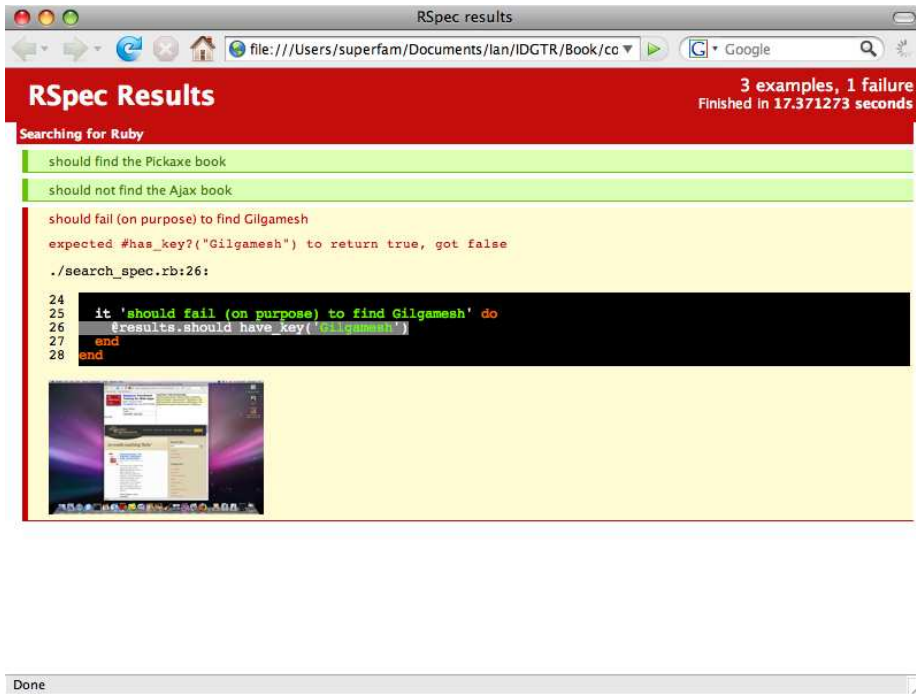 RSpec results
file:///Users/superfam/Documents/Ian/IDGTR/Book/co
G Google
RSpec Results
3 examples, 1 failure
Finished in 17.371273 seconds
Searching for Ruby
should find the Pickaxe book
should not find the Ajax book
should fail (on purpose) to find Gilgamesh
expected #has_key?("Gilgamesh") to return true, got false
./search_spec.rb:26:
24
25 it 'should fail (on purpose) to find Gilgamesh' do
26 @results.should have_key('Gilgamesh')
27 end
28 end
Done